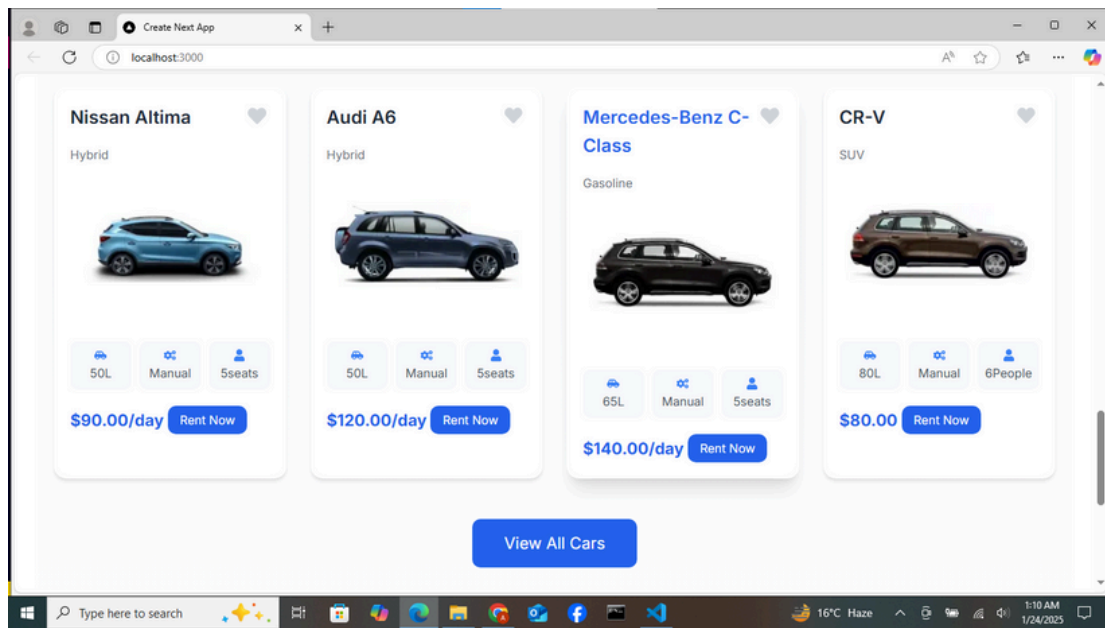 Create Next App
localhost:3000
Nissan Altima
Hybrid
50L
Manual
5seats
$90.00/day
Rent Now
Audi A6
Hybrid
50L
Manual
5seats
$120.00/day
Rent Now
Mercedes-Benz C-
Class
Gasoline
65L
Manual
5seats
$140.00/day
Rent Now
CR-V
SUV
80L
Manual
6People
$80.00
Rent Now
View All Cars
Type here to search
16°C Haze
1:10 AM
1/24/2025